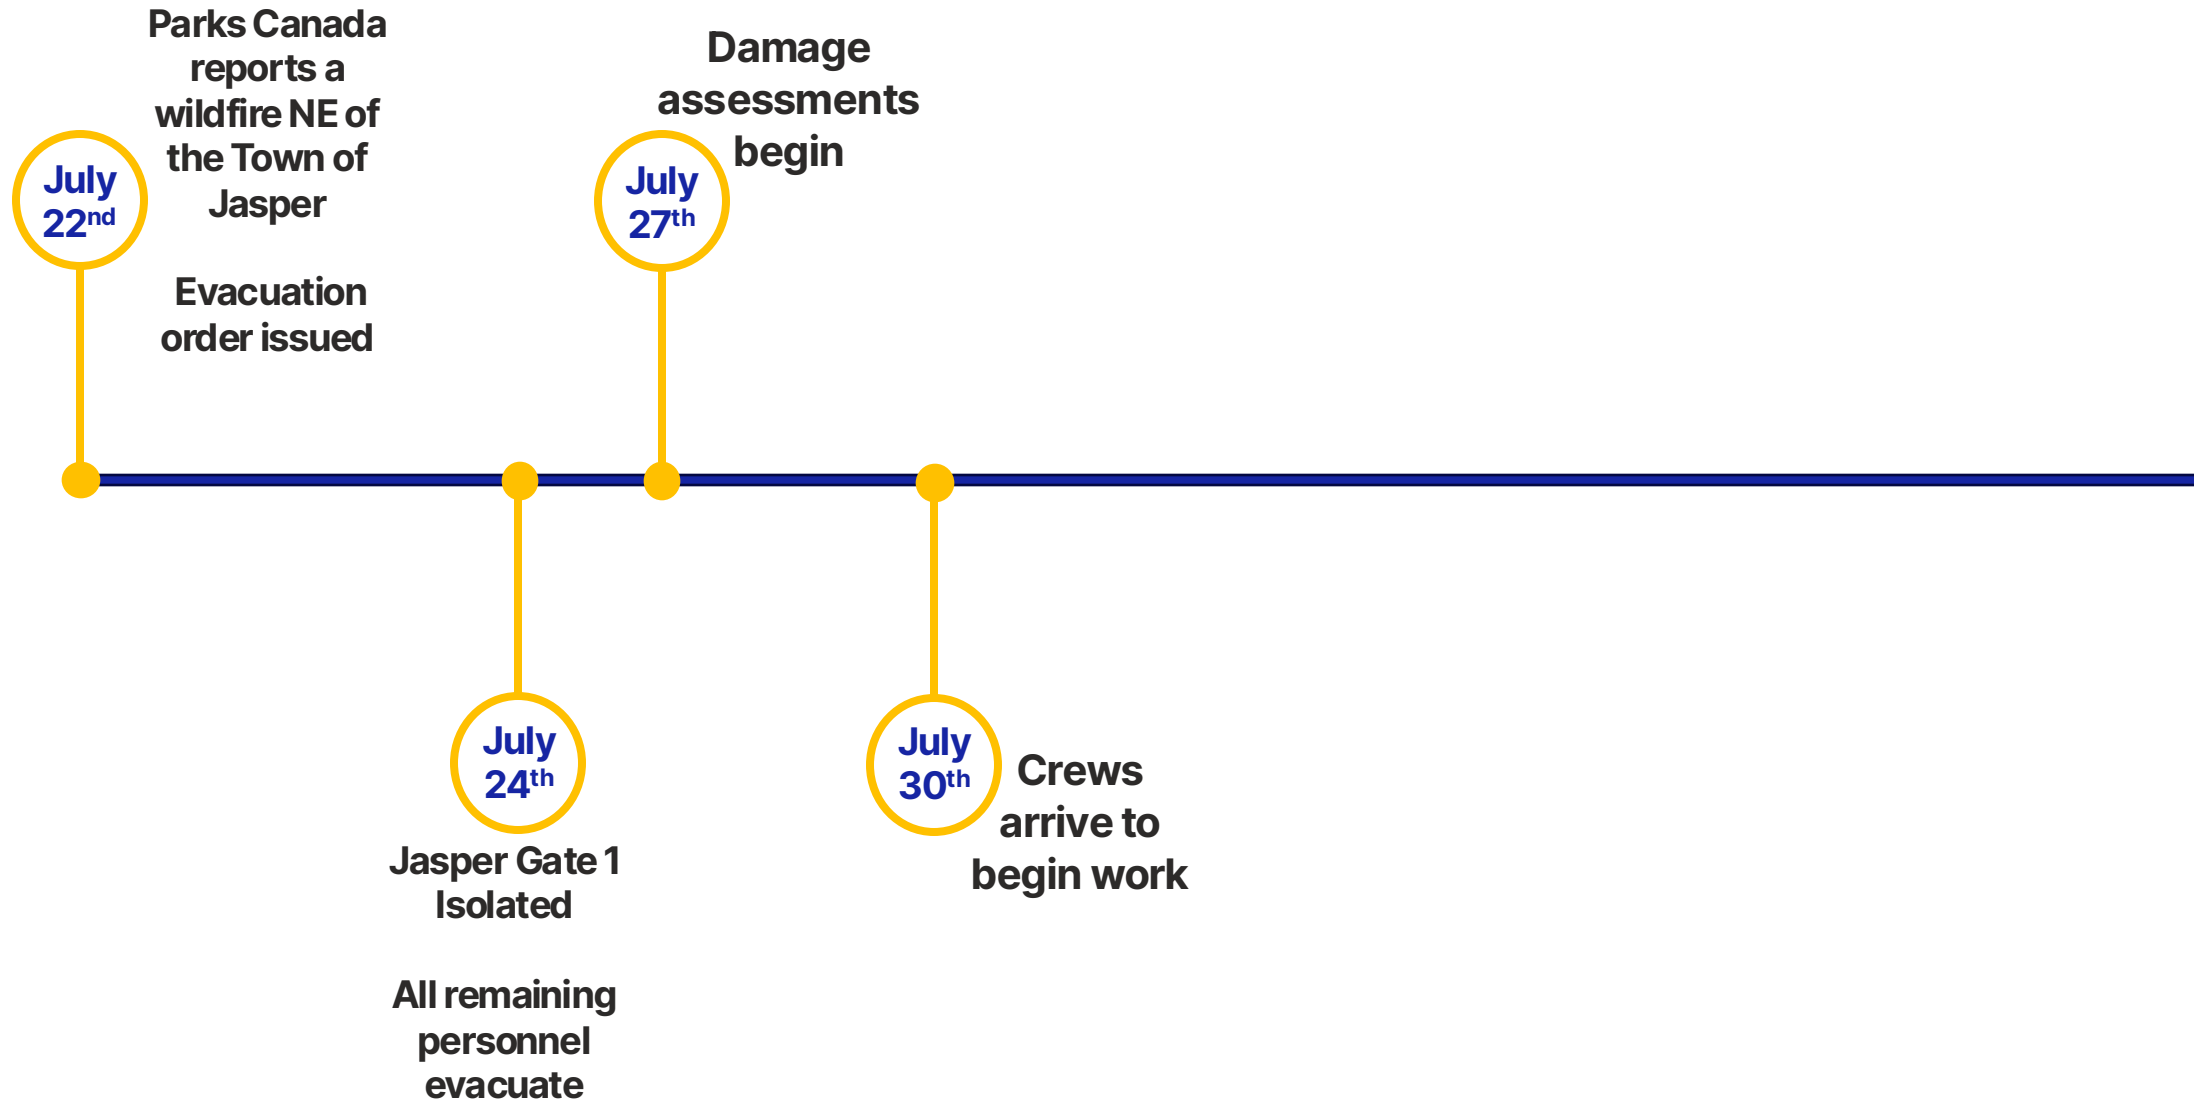 July
22nd
Parks Canada
reports a
wildfire NE of
the Town of
Jasper
Evacuation
order issued
July
24th
Jasper Gate 1
Isolated
All remaining
personnel
evacuate
July
27th
Damage
assessments
begin
July
30th
Crews
arrive to
begin work